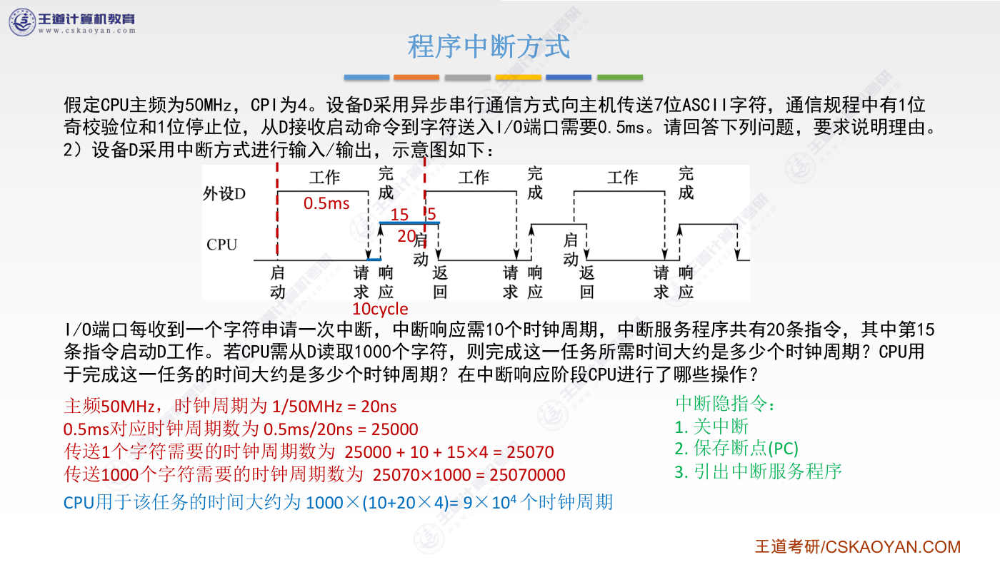 王道计算机教育
www.cskaoyan.com
程序中断方式
假定CPU主频为50MHz，CPI为4。设备D采用异步串行通信方式向主机传送7位ASCII字符，通信规程中有1位
奇校验位和1位停止位，从D接收启动命令到字符送入I/O端口需要0.5ms。请回答下列问题，要求说明理由。
2）设备D采用中断方式进行输入/输出，示意图如下：
外设D
工作
完成
工作
完成
工作
完成
0.5ms
15
5
20
CPU
启动
启动
启动
请求
响应
返回
请求
响应
返回
请求
响应
10cycle
I/O端口每收到一个字符申请一次中断，中断响应需10个时钟周期，中断服务程序共有20条指令，其中第15
条指令启动D工作。若CPU需从D读取1000个字符，则完成这一任务所需时间大约是多少个时钟周期？CPU用
于完成这一任务的时间大约是多少个时钟周期？在中断响应阶段CPU进行了哪些操作？
主频50MHz，时钟周期为 1/50MHz = 20ns
0.5ms对应时钟周期数为 0.5ms/20ns = 25000
传送1个字符需要的时钟周期数为 25000 + 10 + 15×4 = 25070
传送1000个字符需要的时钟周期数为 25070×1000 = 25070000
CPU用于该任务的时间大约为 1000×(10+20×4)= 9×10⁴ 个时钟周期
中断隐指令：
1. 关中断
2. 保存断点(PC)
3. 引出中断服务程序
王道考研/CSKAOYAN.COM